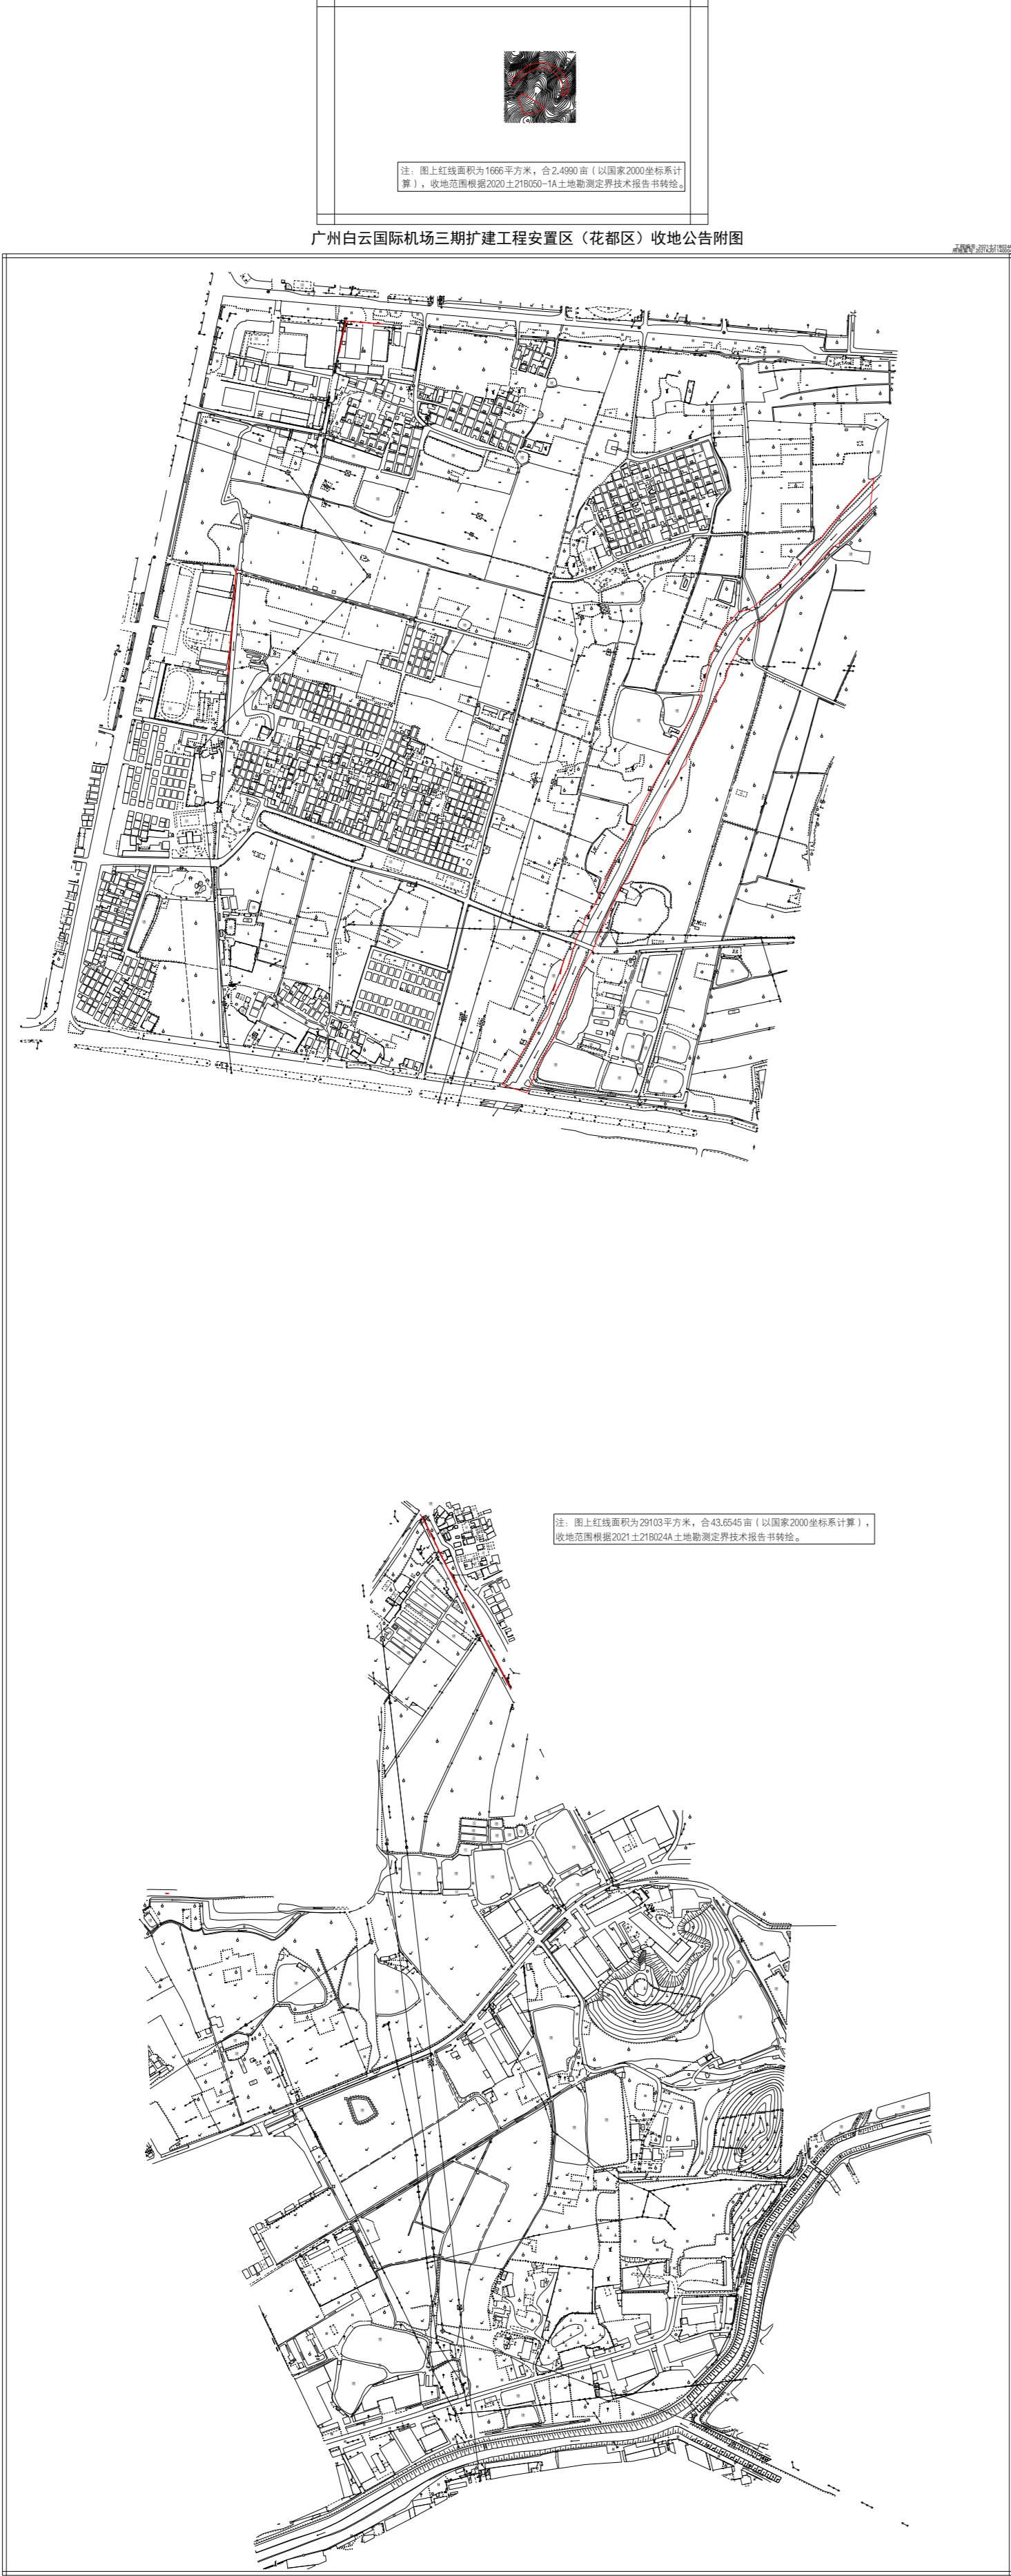 注：图上红线面积为1666平方米，合2.4990亩（以国家2000坐标系计
算），收地范围根据2020土21B050-1A土地勘测定界技术报告书转绘。
广州白云国际机场三期扩建工程安置区（花都区）收地公告附图
注：图上红线面积为29103平方米，合43.6545亩（以国家2000坐标系计算），
收地范围根据2021土21B024A土地勘测定界技术报告书转绘。